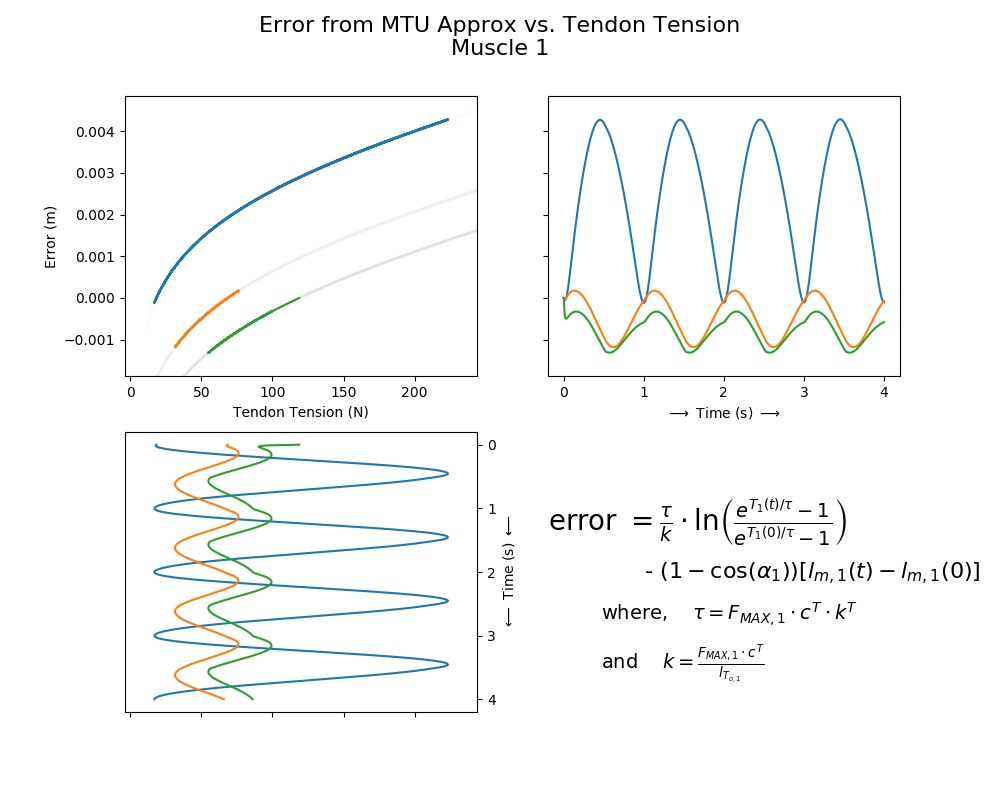 Error from MTU Approx vs. Tendon Tension
Muscle 1
Error (m)
0.004
0.003
0.002
0.001
0.000
−0.001
0 50 100 150 200
Tendon Tension (N)
0 1 2 3 4
⟶ Time (s) ⟶
0
1
2
3
4
⟵ Time (s) ⟵
error = τ/k · ln((e^{T₁(t)/τ} − 1)/(e^{T₁(0)/τ} − 1))
- (1 − cos(α₁))[l_{m,1}(t) − l_{m,1}(0)]
where, τ = F_{MAX,1} · c^T · k^T
and k = F_{MAX,1} · c^T / l_{T_{o,1}}